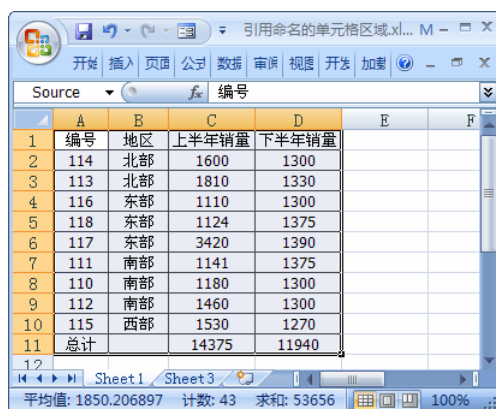 引用命名的单元格区域.xl... M
开始 插入 页面 公式 数据 审阅 视图 开发 加载
Source fx 编号
A B C D E F
1 编号 地区 上半年销量 下半年销量
2 114 北部 1600 1300
3 113 北部 1810 1330
4 116 东部 1110 1300
5 118 东部 1124 1375
6 117 东部 3420 1390
7 111 南部 1141 1375
8 110 南部 1180 1300
9 112 南部 1460 1300
10 115 西部 1530 1270
11 总计 14375 11940
12
Sheet1 Sheet3
平均值: 1850.206897 计数: 43 求和: 53656 100%